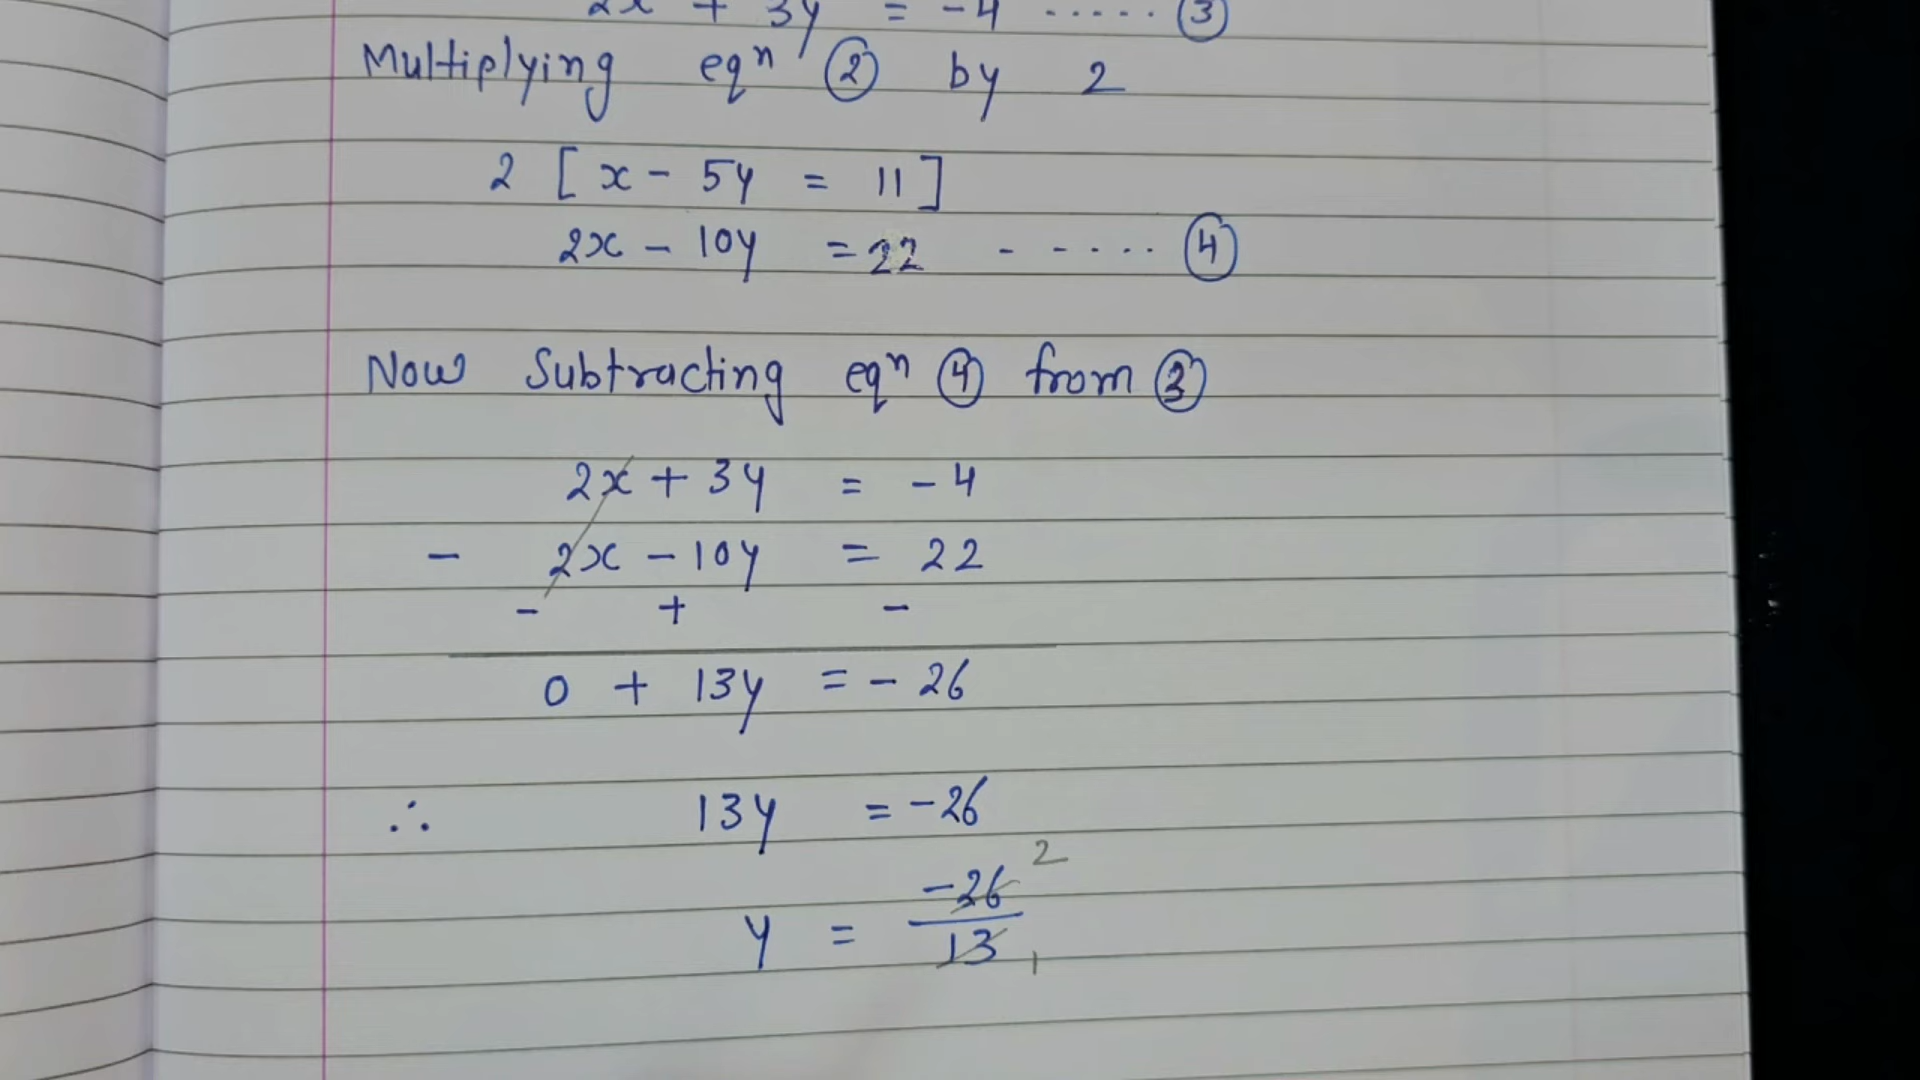 2x + 3y = -4 ..... ③
Multiplying eqⁿ ② by 2
2 [ x - 5y = 11 ]
2x - 10y = 22 - - .... ④
Now Subtracting eqⁿ ④ from ③
2x + 3y = -4
- 2x - 10y = 22
- + -
0 + 13y = - 26
∴ 13y = -26
2
y = -26/13
1